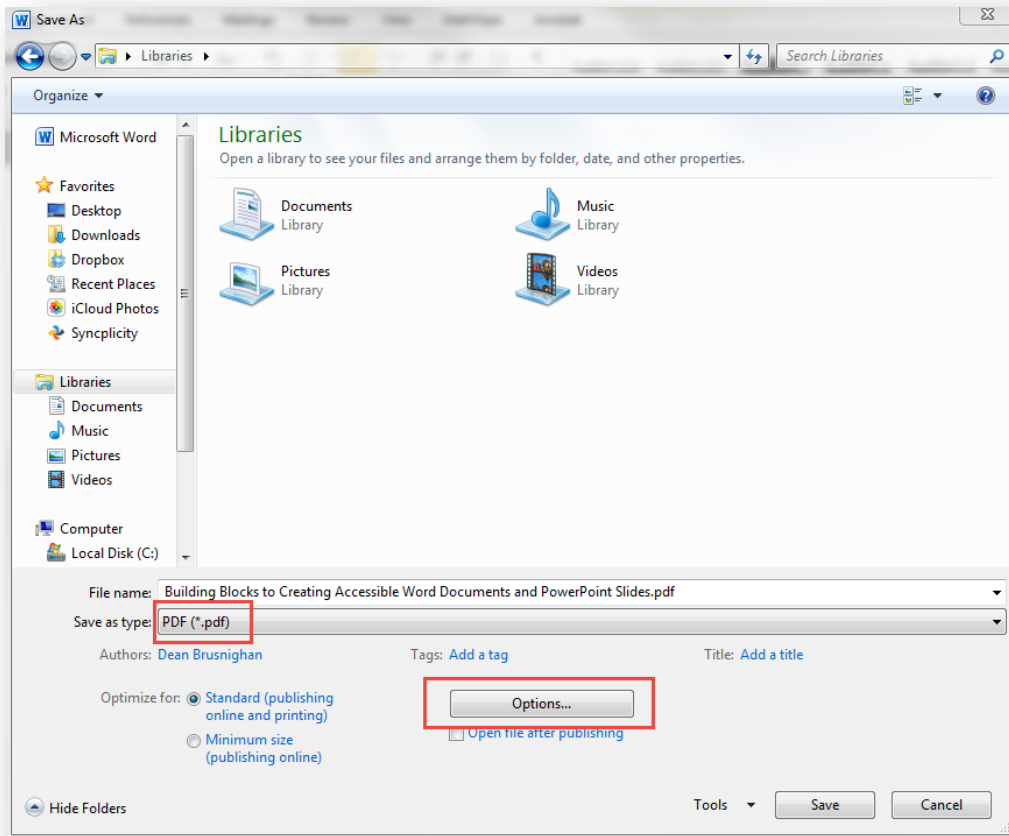 Save As
Libraries
Search Libraries
Organize
Microsoft Word
Favorites
Desktop
Downloads
Dropbox
Recent Places
iCloud Photos
Syncplicity
Libraries
Documents
Music
Pictures
Videos
Computer
Local Disk (C:)
Libraries
Open a library to see your files and arrange them by folder, date, and other properties.
Documents
Library
Music
Library
Pictures
Library
Videos
Library
File name: Building Blocks to Creating Accessible Word Documents and PowerPoint Slides.pdf
Save as type: PDF (*.pdf)
Authors: Dean Brusnighan Tags: Add a tag Title: Add a title
Optimize for: Standard (publishing
online and printing)
Minimum size
(publishing online)
Options...
Open file after publishing
Hide Folders Tools Save Cancel